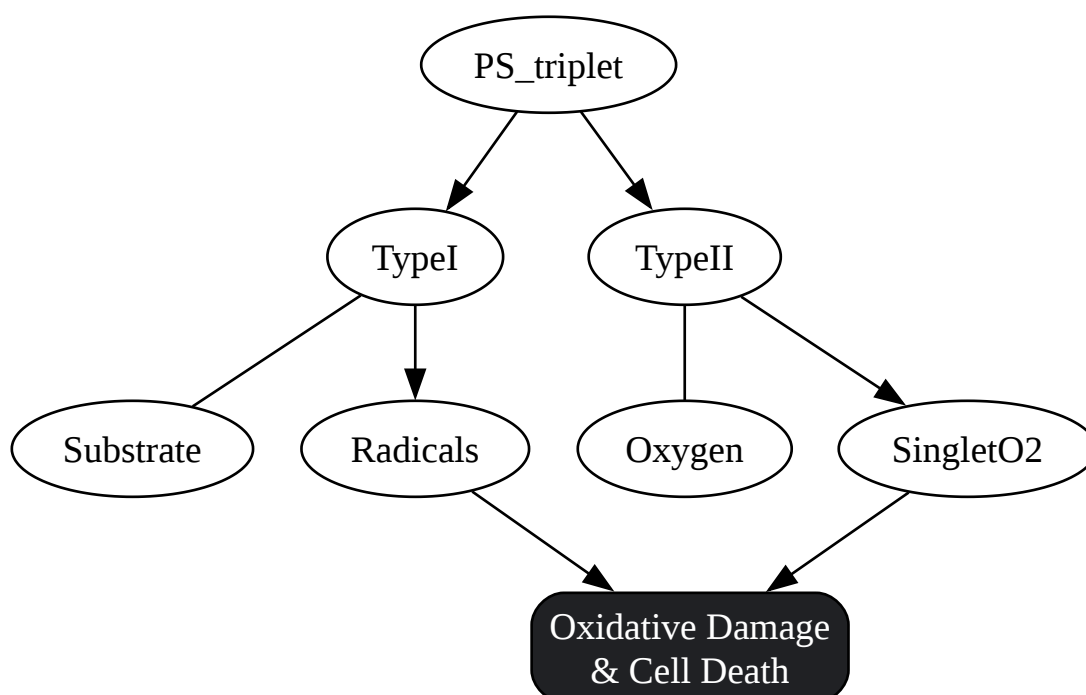 PS_triplet
TypeI
TypeII
Substrate
Radicals
Oxygen
SingletO2
Oxidative Damage
& Cell Death